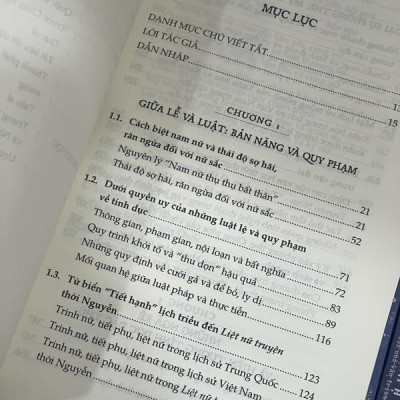 MỤC LỤC
DANH MỤC CHỮ VIẾT TẮT
LỜI TÁC GIẢ 13
DẪN NHẬP 15
CHƯƠNG 1
GIỮA LỄ VÀ LUẬT: BẢN NĂNG VÀ QUY PHẠM
1.1. Cách biệt nam nữ và thái độ sợ hãi,
răn ngừa đối với nữ sắc 21
Nguyên lý "Nam nữ thụ thụ bất thân" 21
Thái độ sợ hãi, răn ngừa đối với nữ sắc 52
1.2. Dưới quyền uy của những luật lệ và quy phạm
về tính dục 71
Thông gian, phạm gian, nội loạn và bất nghĩa 72
Quy trình khởi tố và "thu dọn" hậu quả 83
Những quy định về cưới gả và để bỏ, ly dị 89
Mối quan hệ giữa luật pháp và thực tiễn 116
1.3. Từ biển "Tiết hạnh" lịch triều đến Liệt nữ truyện
thời Nguyễn 123
Trinh nữ, tiết phụ, liệt nữ trong lịch sử Trung Quốc 124
Trinh nữ, tiết phụ, liệt nữ trong lịch sử Việt Nam
Trinh nữ, tiết phụ, liệt nữ trong Liệt nữ
thời Nguyễn